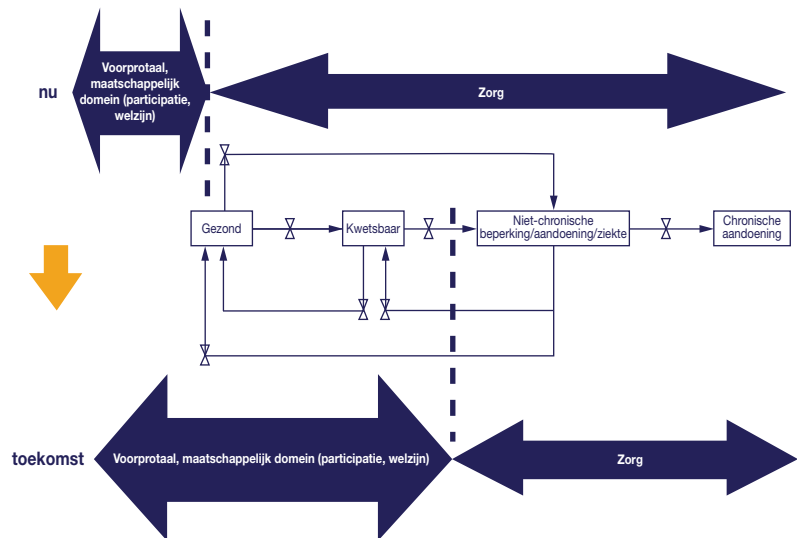 Voorprotaal,
maatschappelijk
domein (participatie,
welzijn)
nu
Zorg
Gezond
Kwetsbaar
Niet-chronische
beperking/aandoening/ziekte
Chronische
aandoening
toekomst
Voorprotaal, maatschappelijk domein (participatie, welzijn)
Zorg